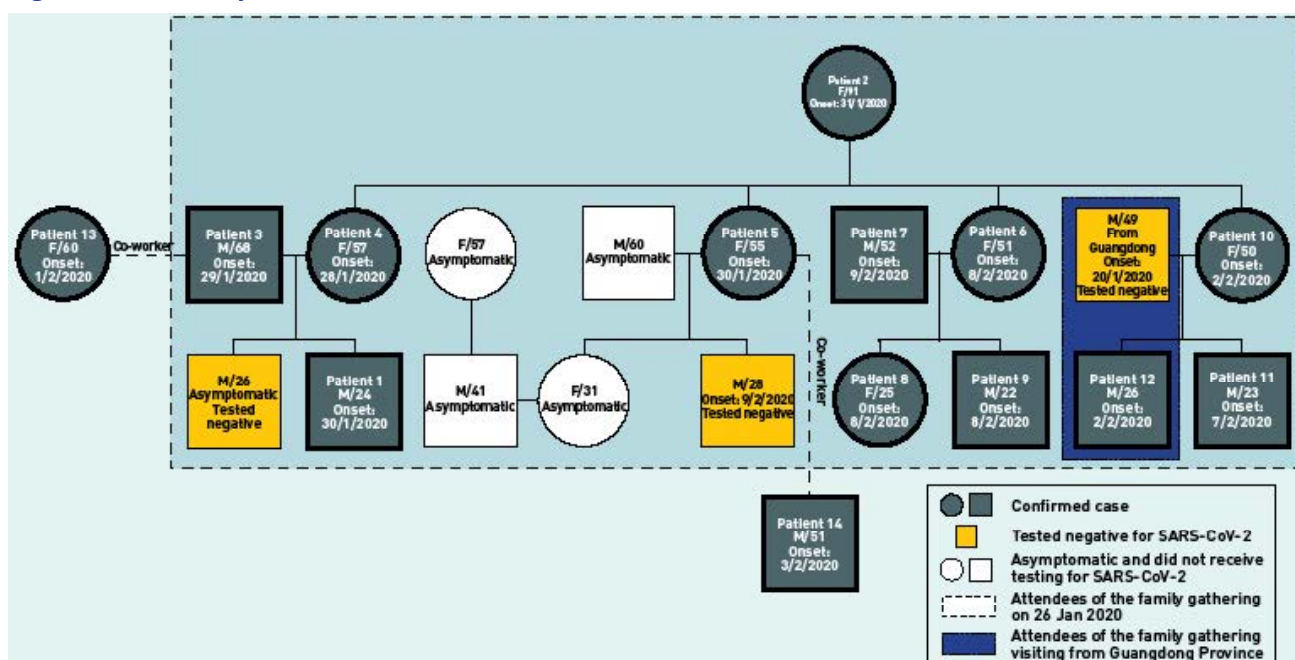 Patient 2
F/91
Onset: 31/1/2020
Patient 13
F/60
Onset:
1/2/2020
Co-worker
Patient 3
M/68
Onset:
29/1/2020
Patient 4
F/57
Onset:
28/1/2020
F/57
Asymptomatic
M/60
Asymptomatic
Patient 5
F/55
Onset:
30/1/2020
Patient 7
M/52
Onset:
9/2/2020
Patient 6
F/51
Onset:
8/2/2020
M/49
From
Guangdong
Onset:
20/1/2020
Tested negative
Patient 10
F/50
Onset:
2/2/2020
M/26
Asymptomatic
Tested
negative
Patient 1
M/24
Onset:
30/1/2020
M/41
Asymptomatic
F/31
Asymptomatic
M/28
Onset: 9/2/2020
Tested negative
Co-worker
Patient 8
F/25
Onset:
8/2/2020
Patient 9
M/22
Onset:
8/2/2020
Patient 12
M/26
Onset:
2/2/2020
Patient 11
M/23
Onset:
7/2/2020
Patient 14
M/51
Onset:
3/2/2020
Confirmed case
Tested negative for SARS-CoV-2
Asymptomatic and did not receive
testing for SARS-CoV-2
Attendees of the family gathering
on 26 Jan 2020
Attendees of the family gathering
visiting from Guangdong Province